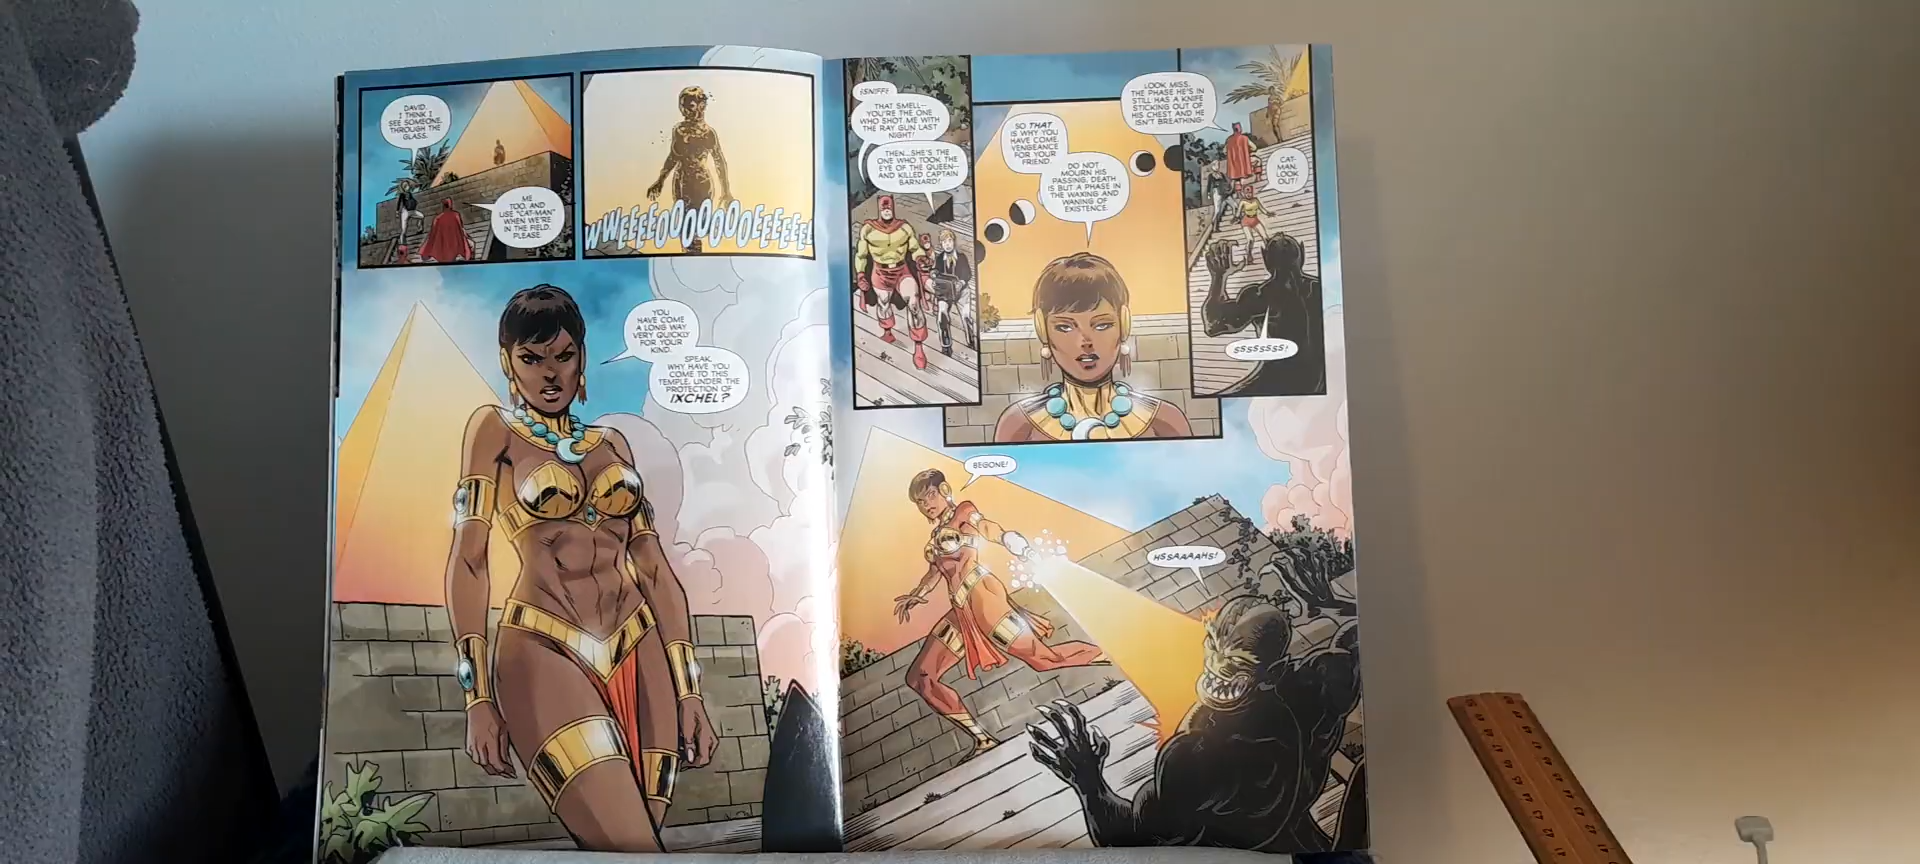 DAVID,
I THINK I
SEE SOMEONE,
THROUGH THE
GLASS.
ME
TOO. AND
USE "CAT-MAN"
WHEN WE'RE
IN THE FIELD,
PLEASE.
WWEEEEOOOOOOOEEEEEE
YOU
HAVE COME
A LONG WAY
VERY QUICKLY
FOR YOUR
KIND.
SPEAK.
WHY HAVE YOU
COME TO THIS
TEMPLE, UNDER THE
PROTECTION OF
IXCHEL?
:SNIFF:
THAT SMELL--
YOU'RE THE ONE
WHO SHOT ME WITH
THE RAY GUN LAST
NIGHT!
THEN...SHE'S THE
ONE WHO TOOK THE
EYE OF THE QUEEN--
AND KILLED CAPTAIN
BARNARD!
SO THAT
IS WHY YOU
HAVE COME.
VENGEANCE
FOR YOUR
FRIEND.
DO NOT
MOURN HIS
PASSING. DEATH
IS BUT A PHASE IN
THE WAXING AND
WANING OF
EXISTENCE.
LOOK MISS,
THE PHASE HE'S IN
STILL HAS A KNIFE
STICKING OUT OF
HIS CHEST AND HE
ISN'T BREATHING-
CAT-
MAN,
LOOK
OUT!
SSSSSSSS!
BEGONE!
HSSAAAAHS!